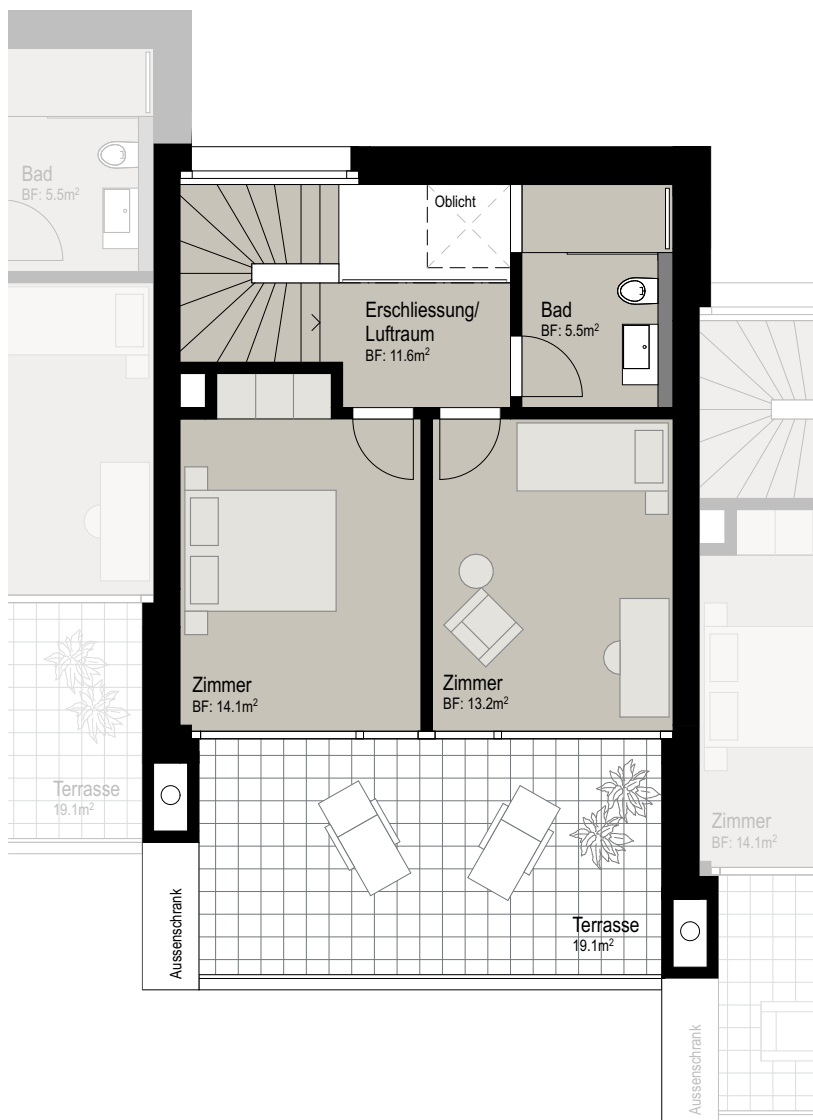 Bad
BF: 5.5m²
Oblicht
Erschliessung/
Luftraum
BF: 11.6m²
Bad
BF: 5.5m²
Zimmer
BF: 14.1m²
Zimmer
BF: 13.2m²
Terrasse
19.1m²
Zimmer
BF: 14.1m²
Aussenschrank
Terrasse
19.1m²
Aussenschrank